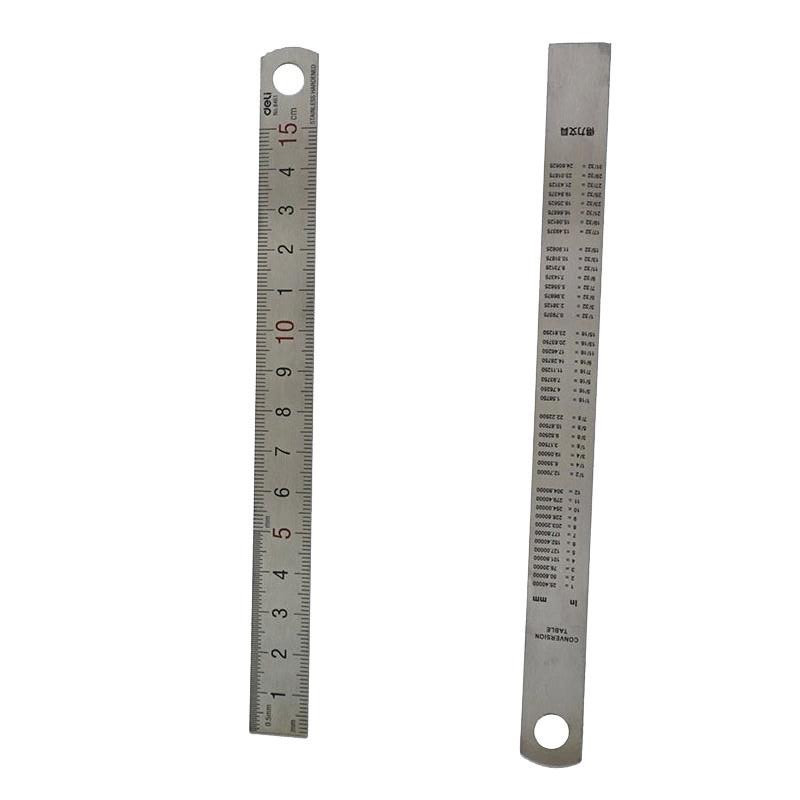 deli
No.8461
STAINLESS HARDENED
15 cm
4
3
2
1
10
9
8
7
6
mm
5
4
3
2
1
0.5mm
mm
CONVERSION
TABLE
In mm
1 = 25.40000
2 = 50.80000
3 = 76.20000
4 = 101.60000
5 = 127.00000
6 = 152.40000
7 = 177.80000
8 = 203.20000
9 = 228.60000
10 = 254.00000
11 = 279.40000
12 = 304.80000
1/2 = 12.70000
1/4 = 6.35000
3/4 = 19.05000
1/8 = 3.17500
3/8 = 9.52500
5/8 = 15.87500
7/8 = 22.22500
1/16 = 1.58750
3/16 = 4.76250
5/16 = 7.93750
7/16 = 11.11250
9/16 = 14.28750
11/16 = 17.46250
13/16 = 20.63750
15/16 = 23.81250
1/32 = 0.79375
3/32 = 2.38125
5/32 = 3.96875
7/32 = 5.55625
9/32 = 7.14375
11/32 = 8.73125
13/32 = 10.31875
15/32 = 11.90625
17/32 = 13.49375
19/32 = 15.08125
21/32 = 16.66875
23/32 = 18.25625
25/32 = 19.84375
27/32 = 21.43125
29/32 = 23.01875
31/32 = 24.60625
得力文具